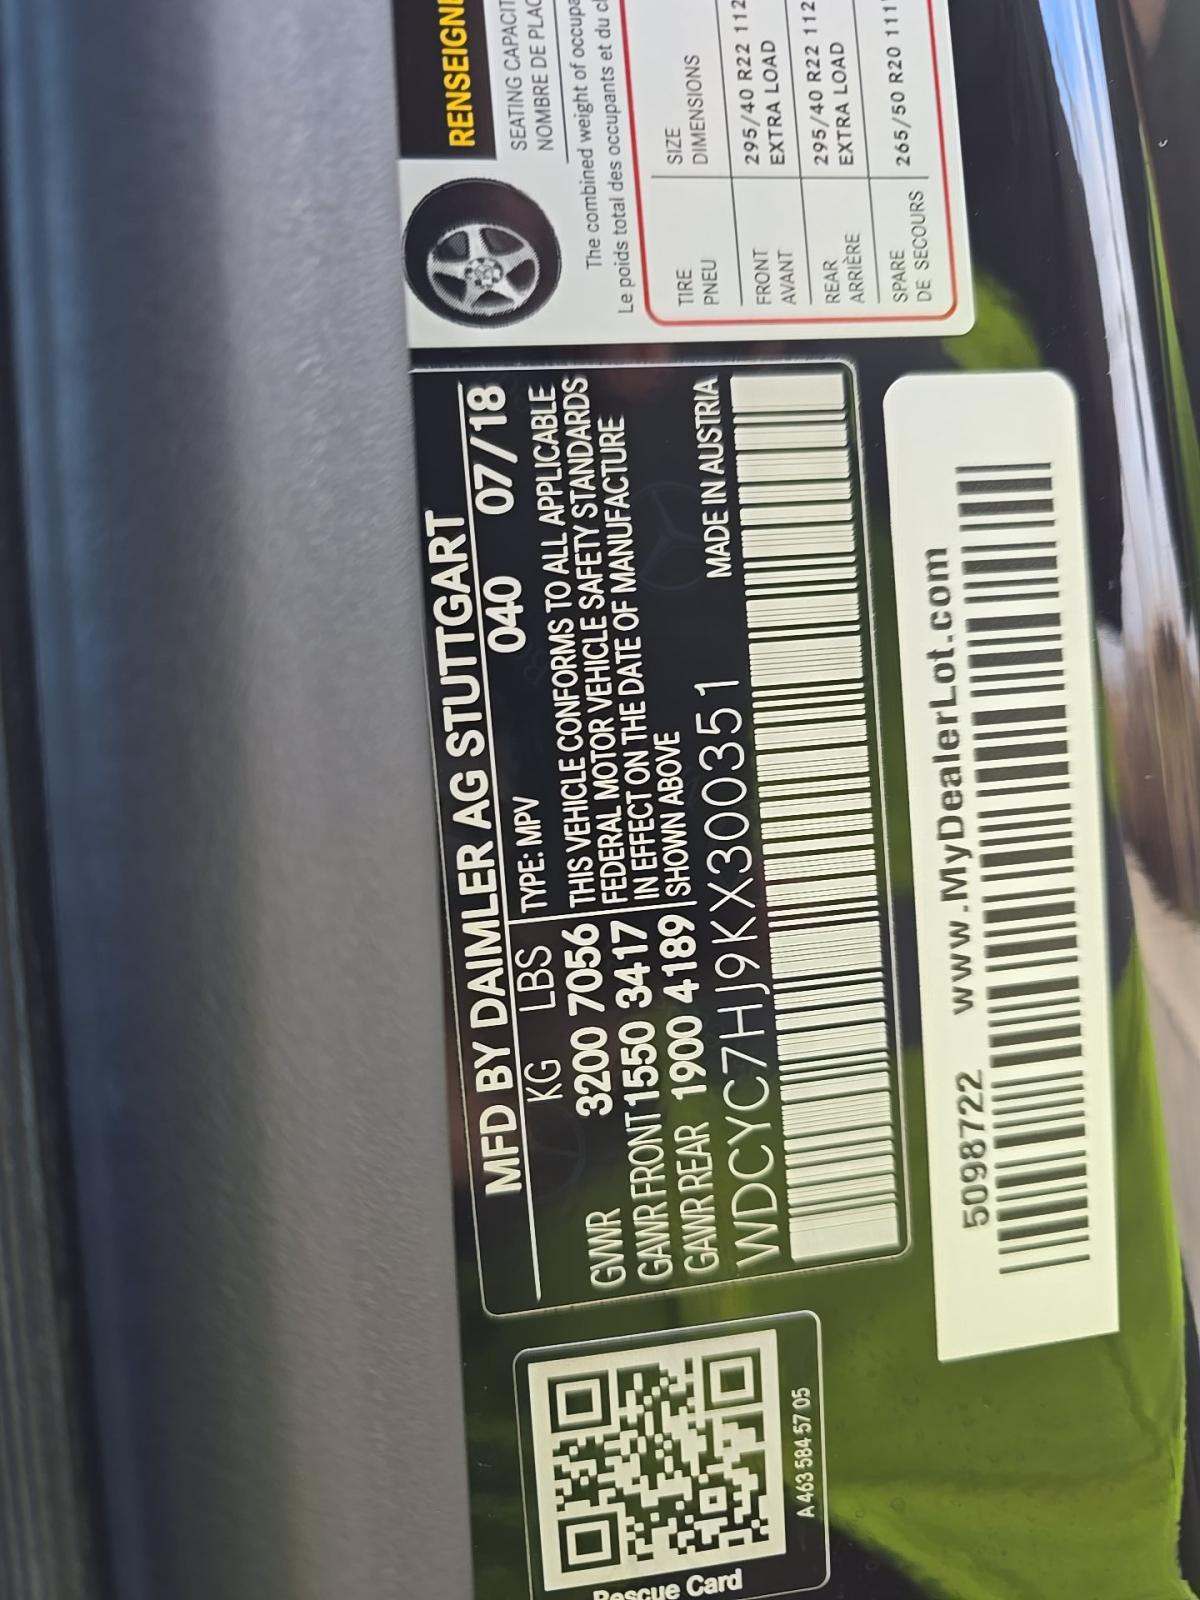 MFD BY DAIMLER AG STUTTGART
KG LBS 040 07/18
TYPE: MPV
GVWR 3200 7056
GAWR FRONT 1550 3417
GAWR REAR 1900 4189
THIS VEHICLE CONFORMS TO ALL APPLICABLE
FEDERAL MOTOR VEHICLE SAFETY STANDARDS
IN EFFECT ON THE DATE OF MANUFACTURE
SHOWN ABOVE
MADE IN AUSTRIA
WDCYC7HJ9KX300351
Rescue Card
A 463 584 57 05
5098722 www.MyDealerLot.com
The combined weight of
Le poids total des occupants et du
TIRE SIZE
PNEU DIMENSIONS
FRONT 295/40 R22 112
AVANT EXTRA LOAD
REAR 295/40 R22 112
ARRIÈRE EXTRA LOAD
SPARE 265/50 R20 111
DE SECOURS
SEATING
NOMBRE DE